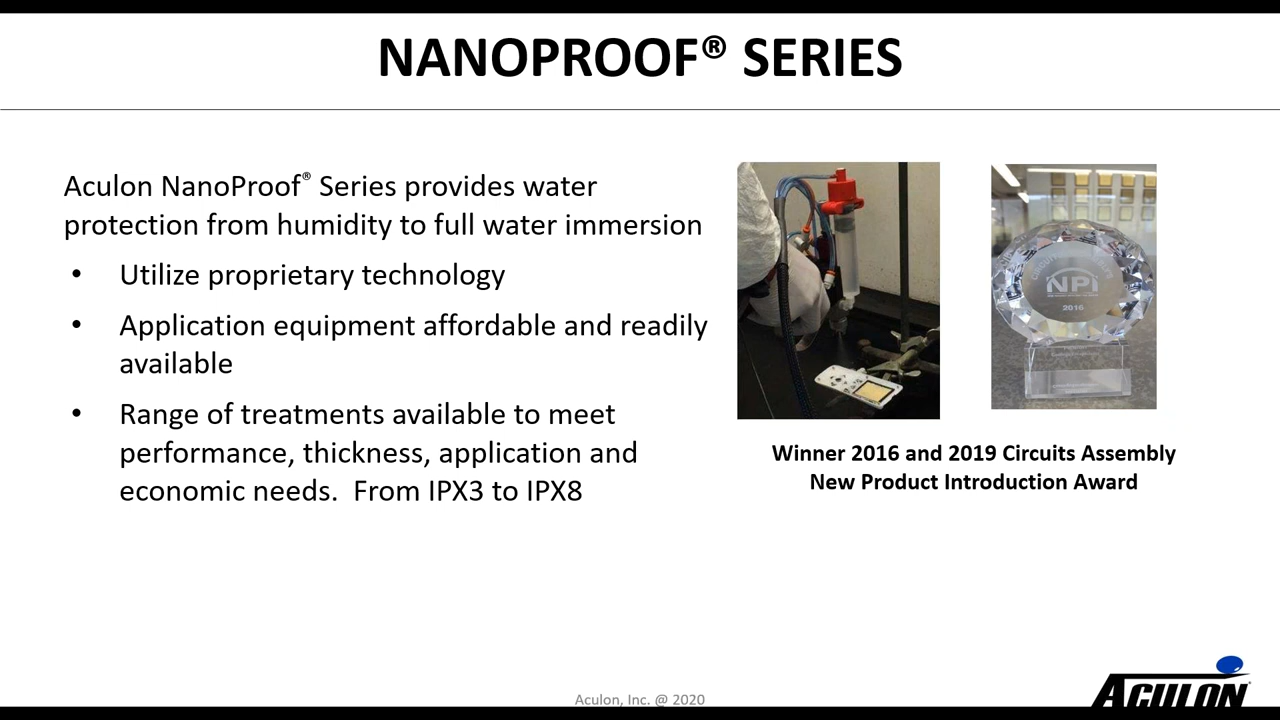 NANOPROOF® SERIES
Aculon NanoProof® Series provides water
protection from humidity to full water immersion
• Utilize proprietary technology
• Application equipment affordable and readily
available
• Range of treatments available to meet
performance, thickness, application and
economic needs.  From IPX3 to IPX8
NPI
2016
Winner 2016 and 2019 Circuits Assembly
New Product Introduction Award
Aculon, Inc. @ 2020
ACULON